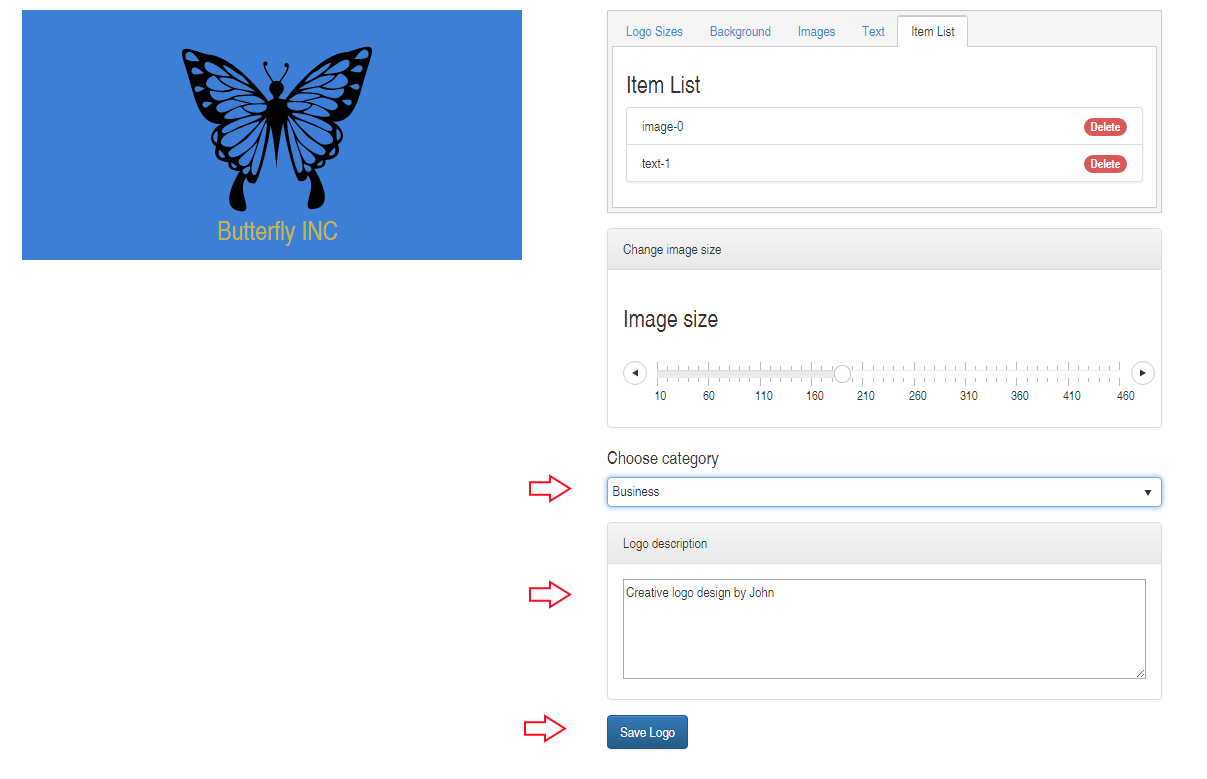 Butterfly INC
Logo Sizes Background Images Text Item List
Item List
image-0 Delete
text-1 Delete
Change image size
Image size
10 60 110 160 210 260 310 360 410 460
Choose category
Business
Logo description
Creative logo design by John
Save Logo